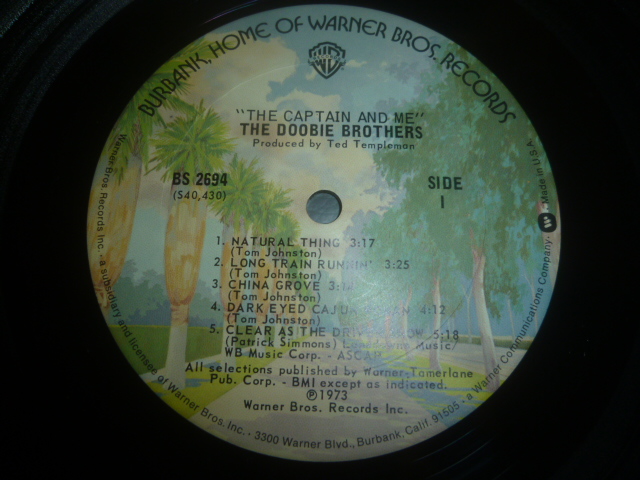 BURBANK, HOME OF WARNER BROS. RECORDS
"THE CAPTAIN AND ME"
THE DOOBIE BROTHERS
Produced by Ted Templeman
BS 2694
(S40,430)
SIDE
1
1. NATURAL THING 3:17
(Tom Johnston)
2. LONG TRAIN RUNNIN' 3:25
(Tom Johnston)
3. CHINA GROVE
(Tom Johnston)
4. DARK EYED CAJUN 4:12
(Tom Johnston)
5. CLEAR AS THE 5:18
(Patrick Simmons) Lansdowne Music/
WB Music Corp. - ASCAP
All selections published by Warner-Tamerlane
Pub. Corp. - BMI except as indicated.
Ⓟ1973
Warner Bros. Records Inc.
Warner Bros. Records Inc. - a subsidiary and licensee of Warner Bros. Inc. - 3300 Warner Blvd., Burbank, Calif. 91505 - a Warner Communications Company - Made in U.S.A.